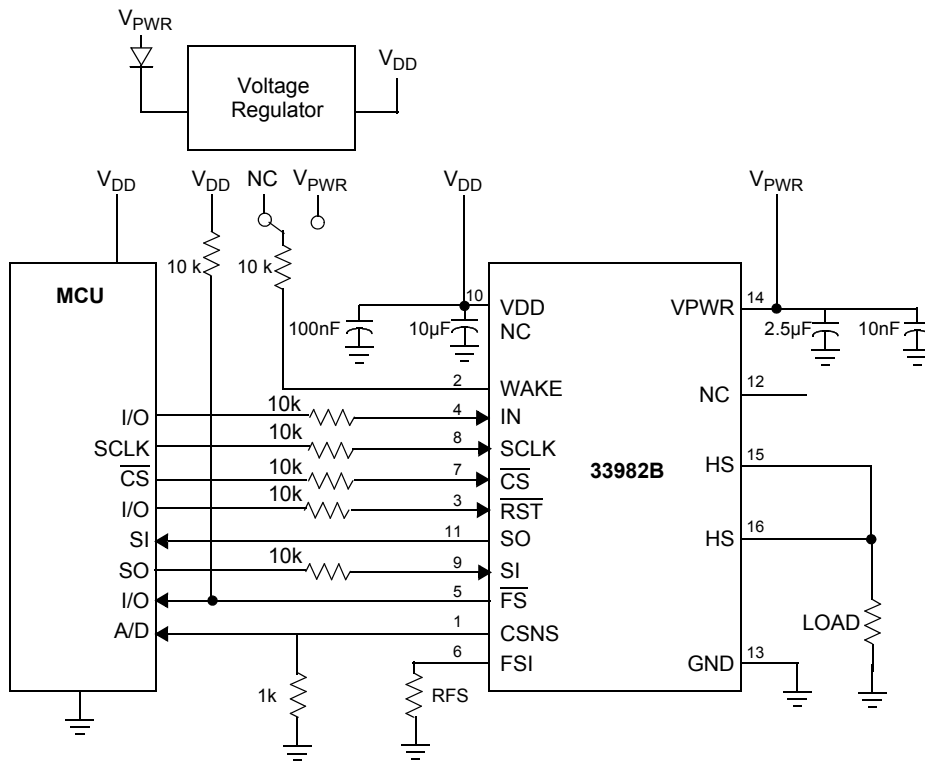 VPWR
Voltage
Regulator
VDD
VDD
VDD
NC
VPWR
VDD
VPWR
10 k
10 k
MCU
10
VDD
NC
100nF
10µF
VPWR
14
2.5µF
10nF
2
WAKE
NC
12
I/O
10k
4
IN
SCLK
10k
8
SCLK
CS
10k
7
CS
33982B
HS
15
I/O
10k
3
RST
SI
11
SO
HS
16
SO
10k
9
SI
I/O
5
FS
A/D
1
CSNS
LOAD
6
FSI
GND
13
1k
RFS